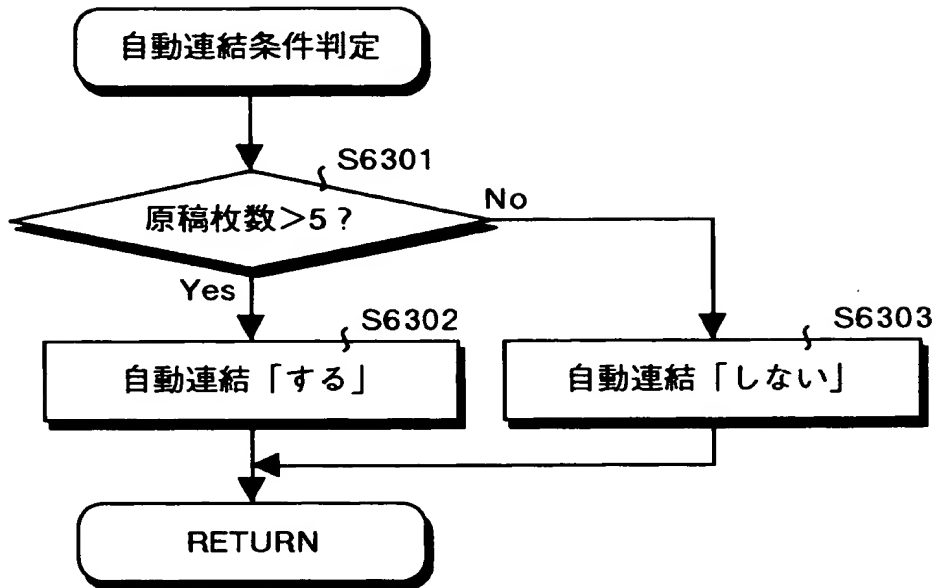 自動連結条件判定
S6301
原稿枚数>5?
No
Yes
S6302
S6303
自動連結「する」
自動連結「しない」
RETURN